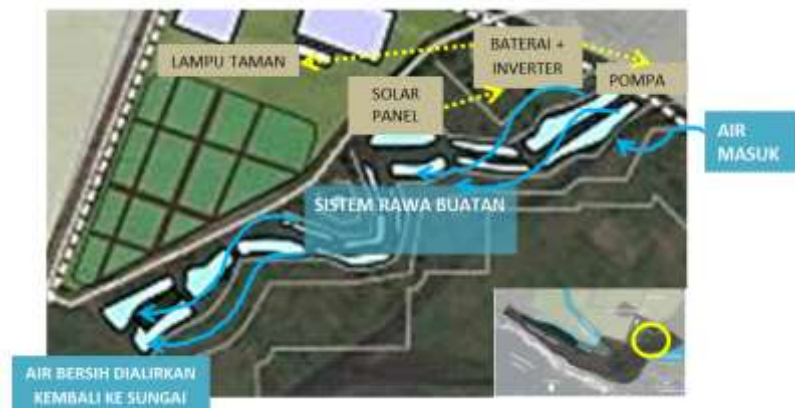 LAMPU TAMAN
BATERAI +
INVERTER
SOLAR
PANEL
POMPA
AIR
MASUK
SISTEM RAWA BUATAN
AIR BERSIH DIALIRKAN
KEMBALI KE SUNGAI